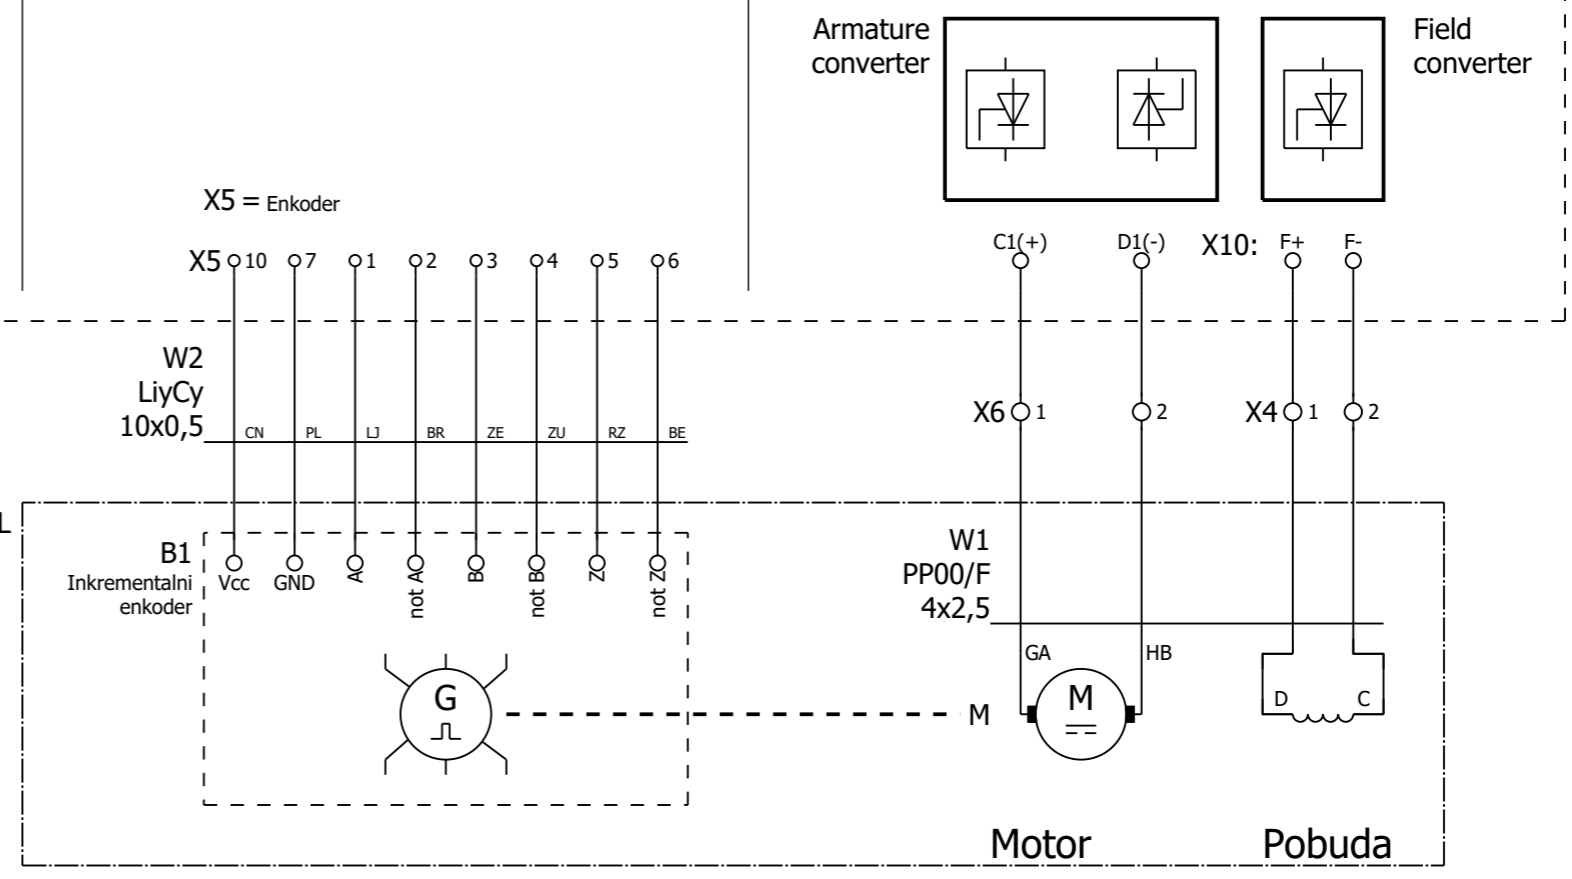 Armature
converter
Field
converter
X5 = Enkoder
C1(+) D1(-) X10: F+ F-
X5 10 7 1 2 3 4 5 6
W2
LiyCy
10x0,5
CN PL LJ BR ZE ZU RZ BE
X6 1 2 X4 1 2
L
B1
Inkrementalni
enkoder
Vcc GND A not A B not B Z not Z
W1
PP00/F
4x2,5
GA HB
G
M
M
D C
Motor Pobuda